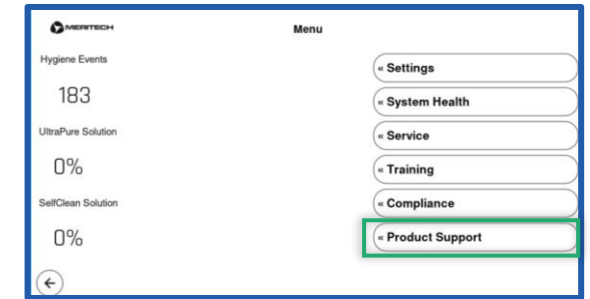 MERITECH
Menu
Hygiene Events
183
UltraPure Solution
0%
SelfClean Solution
0%
« Settings
« System Health
« Service
« Training
« Compliance
« Product Support